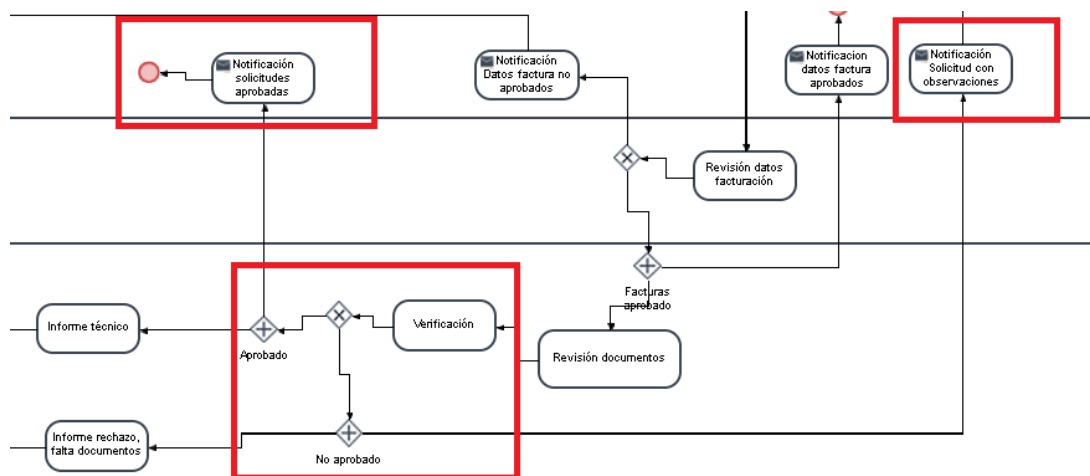 Notificación
solicitudes
aprobadas
Notificación
Datos factura no
aprobados
Notificacion
datos factura
aprobados
Notificación
Solicitud con
observaciones
Revisión datos
facturación
Facturas
aprobado
Informe técnico
Aprobado
Verificación
Revisión documentos
Informe rechazo,
falta documentos
No aprobado